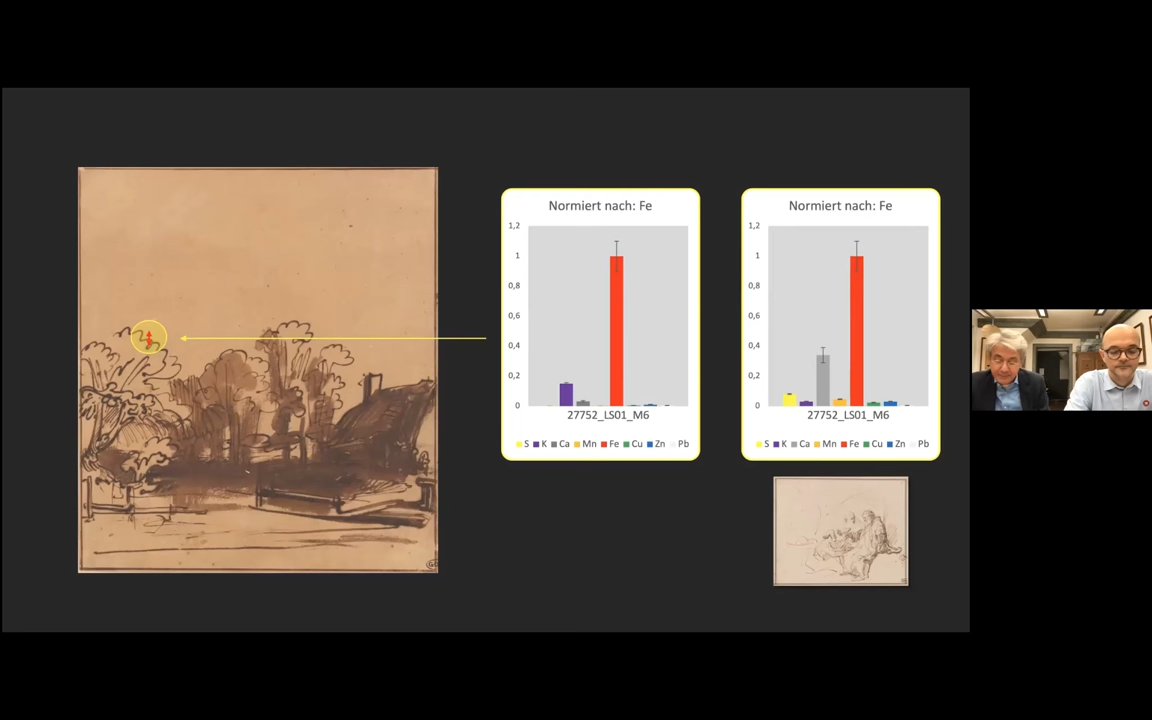 Normiert nach: Fe
1,2
1
0,8
0,6
0,4
0,2
0
27752_LS01_M6
S K Ca Mn Fe Cu Zn Pb
Normiert nach: Fe
1,2
1
0,8
0,6
0,4
0,2
0
27752_LS01_M6
S K Ca Mn Fe Cu Zn Pb